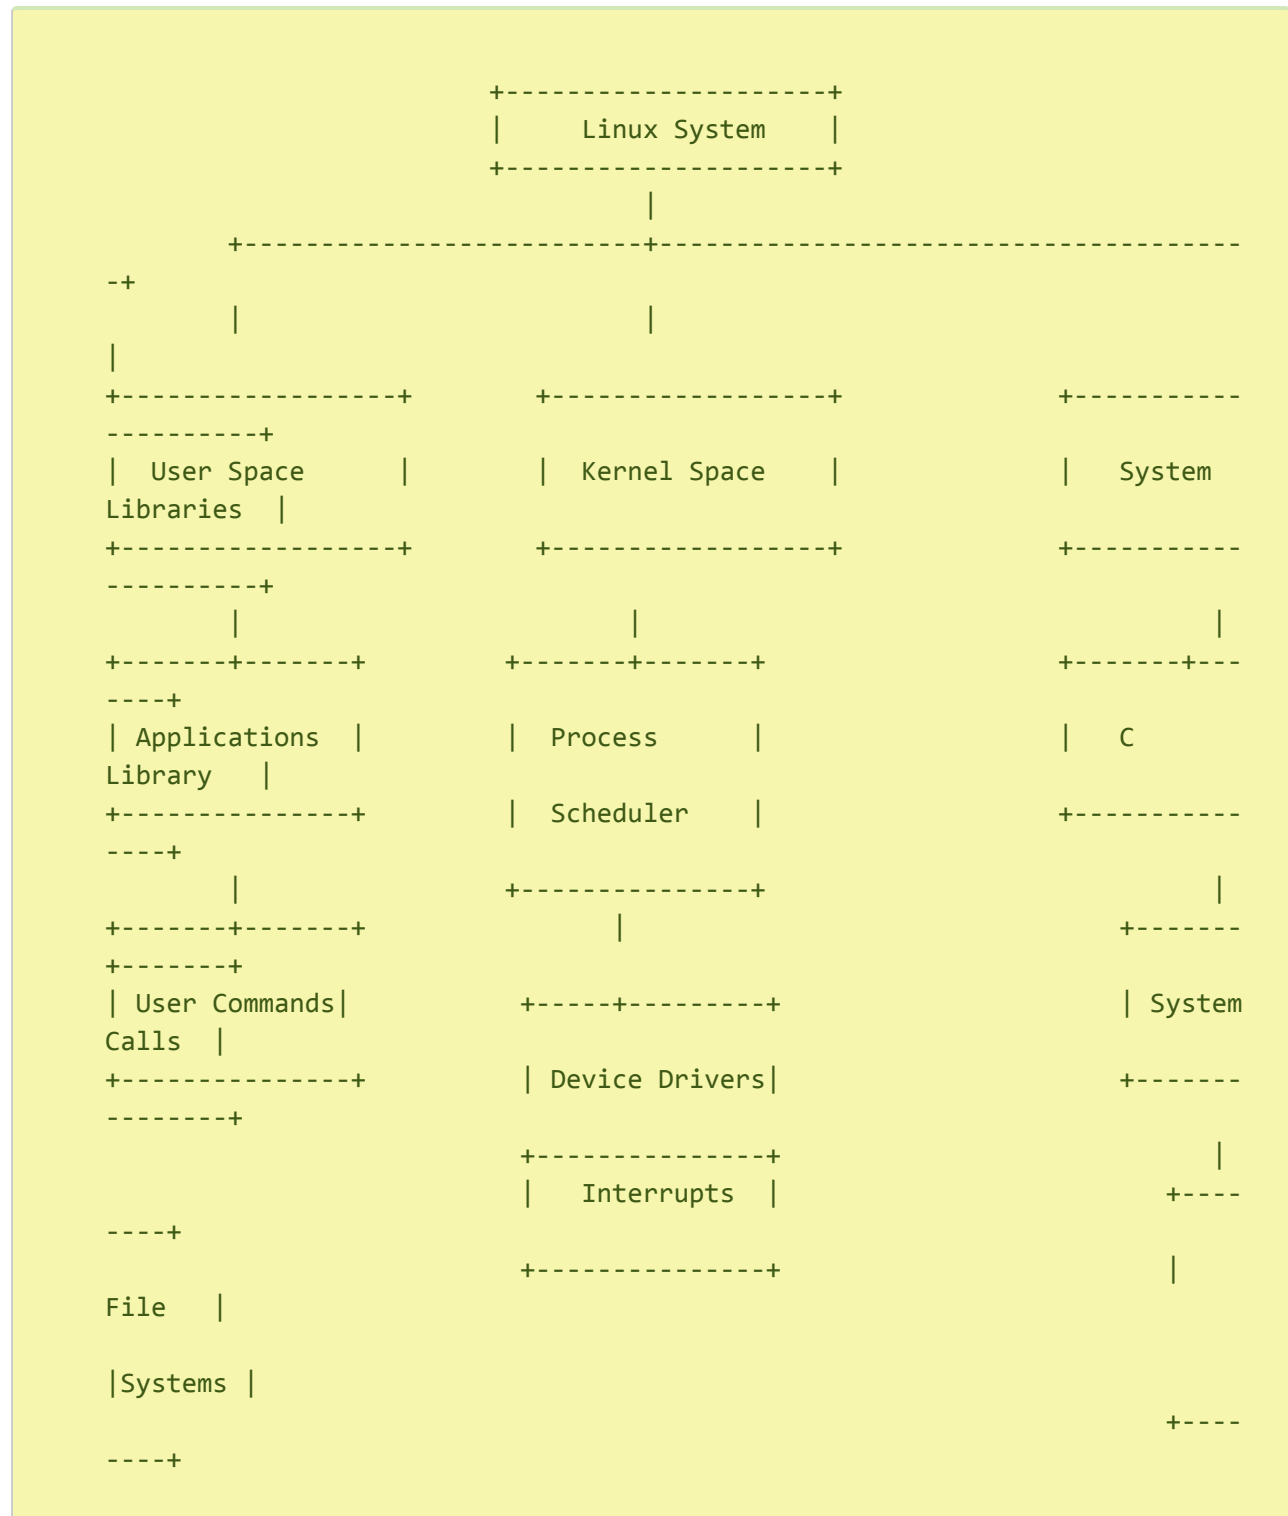 +---------------------+
|     Linux System    |
+---------------------+
|
+---------------------------+--------------------------------------
-+
|                          |
|
+------------------+        +------------------+              +-----------
----------+
|  User Space      |        |  Kernel Space    |              |   System
Libraries  |
+------------------+        +------------------+              +-----------
----------+
|                         |                                     |
+-------+-------+         +-------+-------+                   +-------+---
----+
| Applications  |         |  Process      |                   |   C
Library   |
+---------------+         |  Scheduler    |                   +-----------
----+
|                 +---------------+                             |
+-------+-------+                |                                +-------
+-------+
| User Commands|           +-----+---------+                      | System
Calls  |
+---------------+          | Device Drivers|                      +-------
--------+
+---------------+                            |
|   Interrupts  |                         +----
----+
+---------------+                         |
File   |
|Systems |
+----
----+